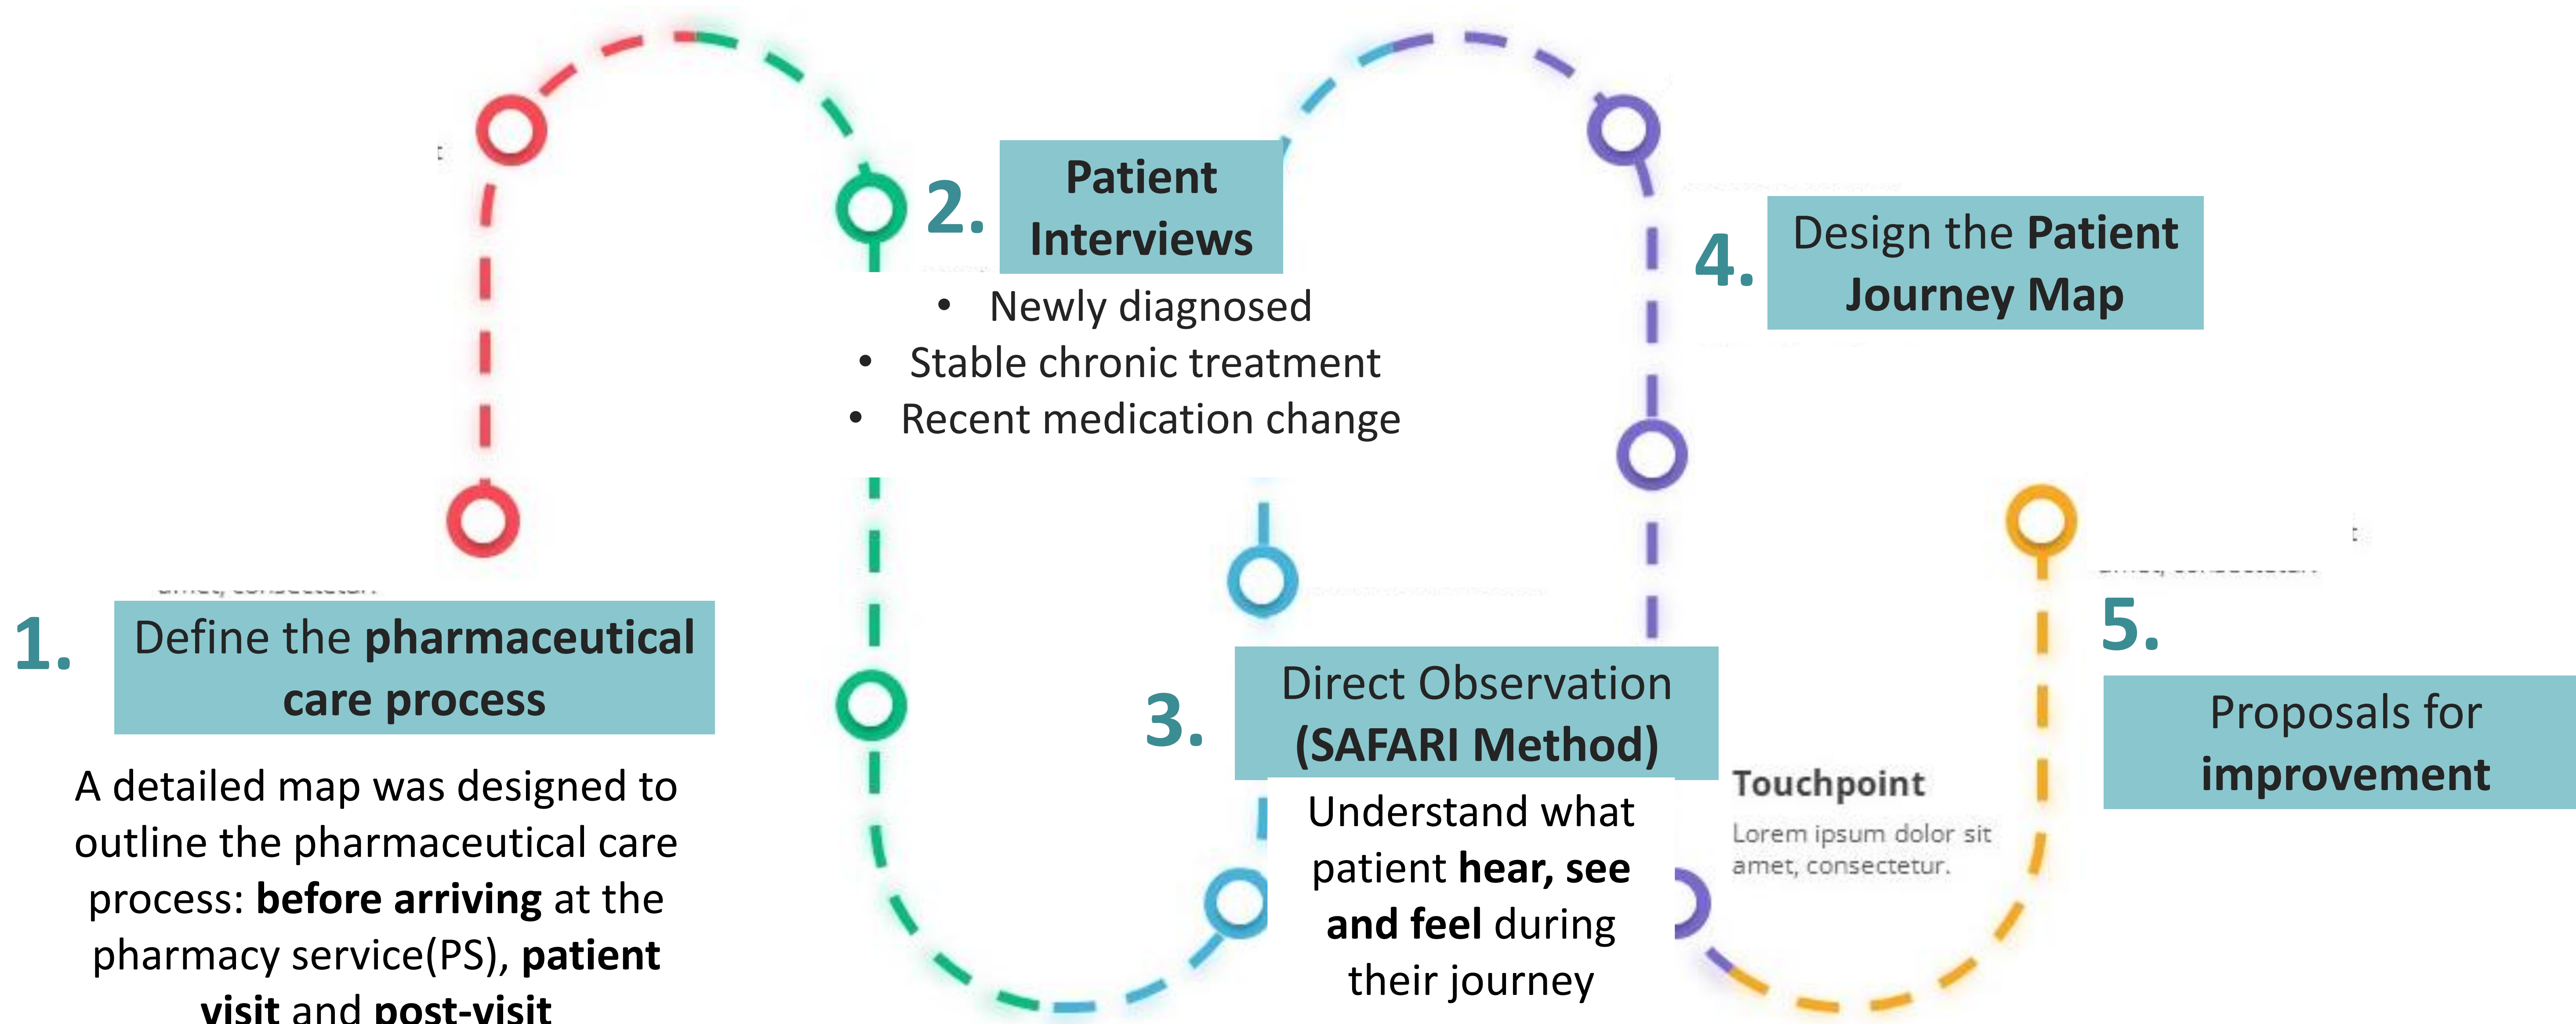 1.
Define the pharmaceutical
care process
A detailed map was designed to
outline the pharmaceutical care
process: before arriving at the
pharmacy service(PS), patient
visit and post-visit
2.
Patient
Interviews
• Newly diagnosed
• Stable chronic treatment
• Recent medication change
3.
Direct Observation
(SAFARI Method)
Understand what
patient hear, see
and feel during
their journey
4.
Design the Patient
Journey Map
Touchpoint
Lorem ipsum dolor sit
amet, consectetur.
5.
Proposals for
improvement